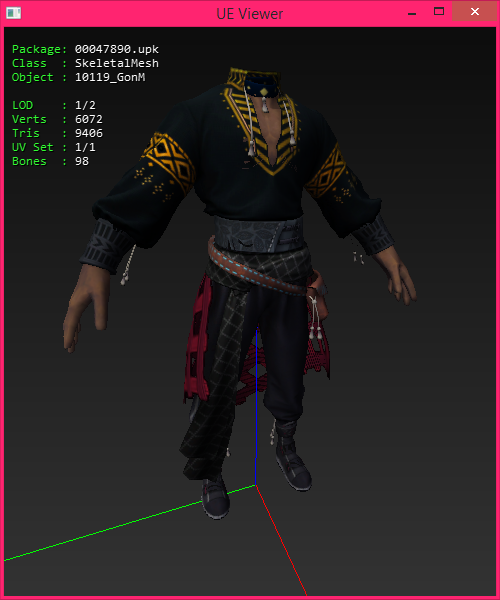 UE Viewer
Package: 00047890.upk
Class : SkeletalMesh
Object : 10119_GonM
LOD : 1/2
Verts : 6072
Tris : 9406
UV Set : 1/1
Bones : 98